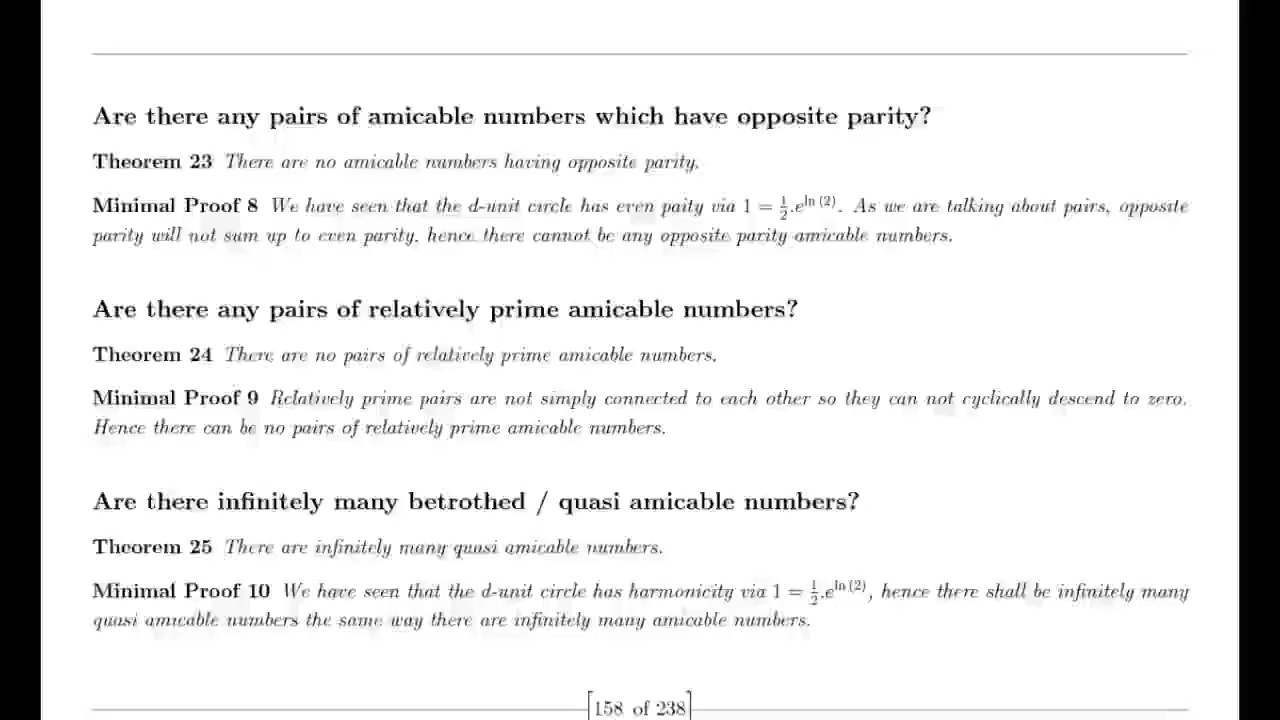 Are there any pairs of amicable numbers which have opposite parity?
Theorem 23 There are no amicable numbers having opposite parity.
Minimal Proof 8 We have seen that the d-unit circle has even paity via 1 = ½.e^{ln (2)}. As we are talking about pairs, opposite
parity will not sum up to even parity. hence there cannot be any opposite parity amicable numbers.
Are there any pairs of relatively prime amicable numbers?
Theorem 24 There are no pairs of relatively prime amicable numbers.
Minimal Proof 9 Relatively prime pairs are not simply connected to each other so they can not cyclically descend to zero.
Hence there can be no pairs of relatively prime amicable numbers.
Are there infinitely many betrothed / quasi amicable numbers?
Theorem 25 There are infinitely many quasi amicable numbers.
Minimal Proof 10 We have seen that the d-unit circle has harmonicity via 1 = ½.e^{ln (2)}, hence there shall be infinitely many
quasi amicable numbers the same way there are infinitely many amicable numbers.
[158 of 238]